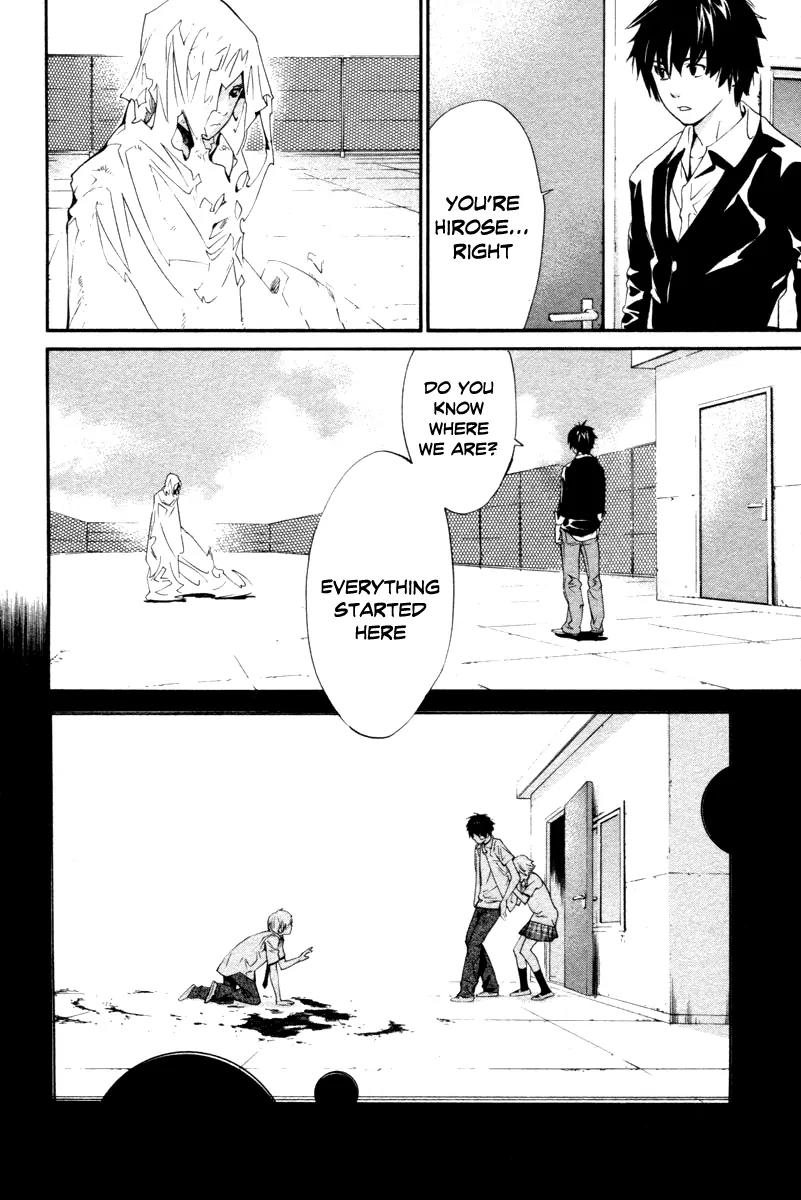 YOU'RE
HIROSE...
RIGHT
DO YOU
KNOW
WHERE
WE ARE?
EVERYTHING
STARTED
HERE